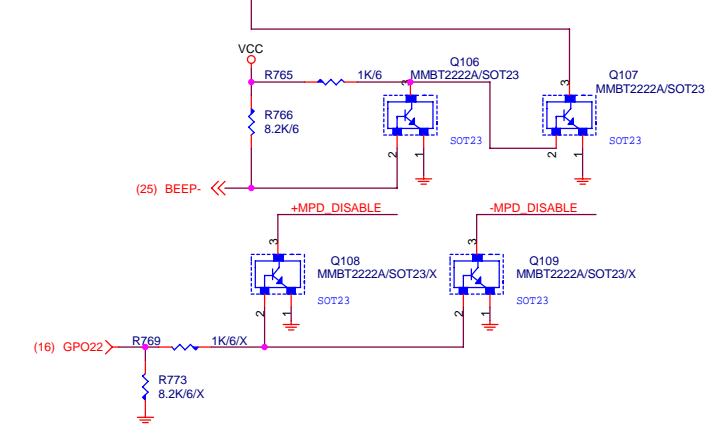 VCC
R765
1K/6
Q106
MMBT2222A/SOT23
Q107
MMBT2222A/SOT23
3
3
R766
8.2K/6
SOT23
SOT23
2
1
2
1
(25) BEEP-
+MPD_DISABLE
-MPD_DISABLE
3
3
Q108
MMBT2222A/SOT23/X
Q109
MMBT2222A/SOT23/X
SOT23
SOT23
2
1
2
1
(16) GPO22
R769
1K/6/X
R773
8.2K/6/X